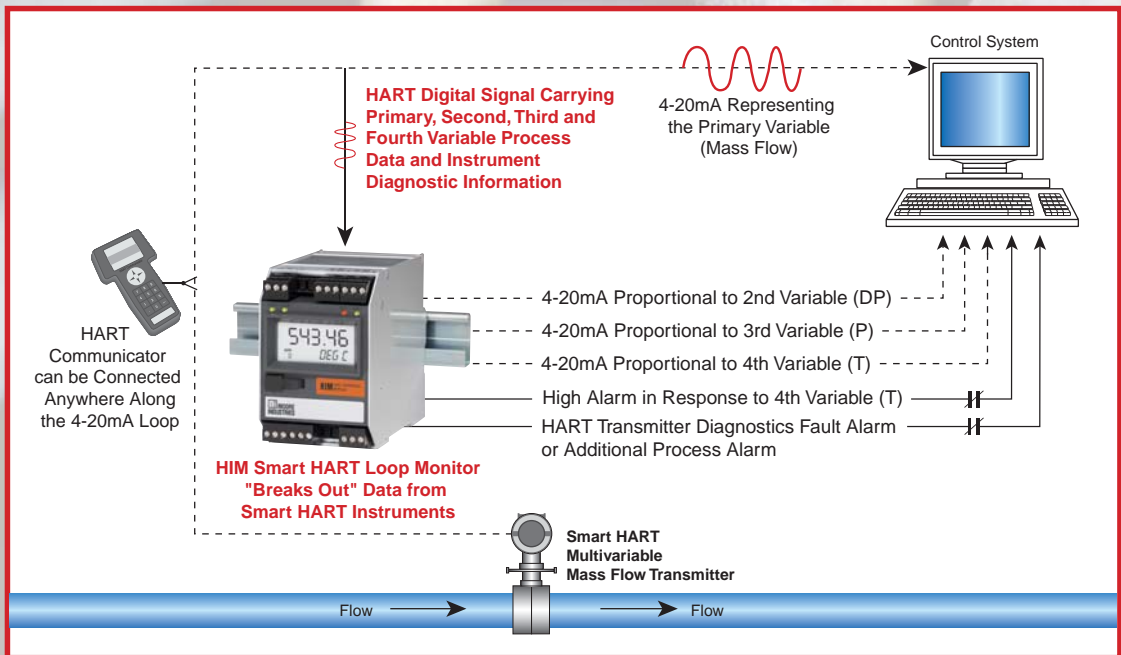 Control System
HART Digital Signal Carrying
Primary, Second, Third and
Fourth Variable Process
Data and Instrument
Diagnostic Information
4-20mA Representing
the Primary Variable
(Mass Flow)
HART
Communicator
can be Connected
Anywhere Along
the 4-20mA Loop
543.46
DEG C
HIM
MOORE
INDUSTRIES
4-20mA Proportional to 2nd Variable (DP)
4-20mA Proportional to 3rd Variable (P)
4-20mA Proportional to 4th Variable (T)
High Alarm in Response to 4th Variable (T)
HART Transmitter Diagnostics Fault Alarm
or Additional Process Alarm
HIM Smart HART Loop Monitor
"Breaks Out" Data from
Smart HART Instruments
Smart HART
Multivariable
Mass Flow Transmitter
Flow
Flow